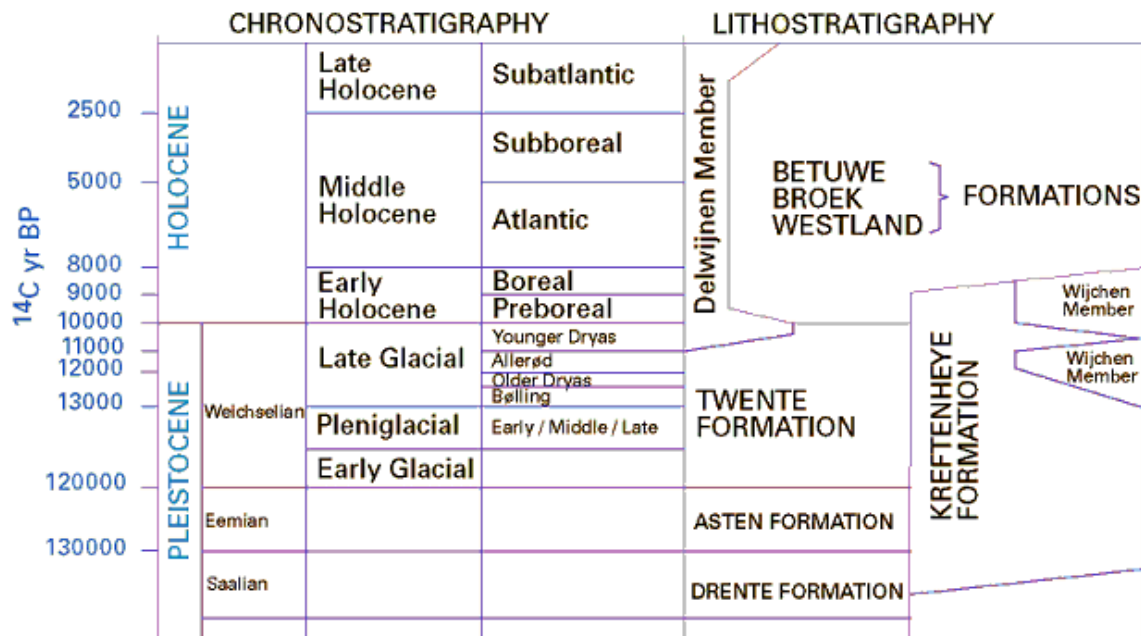 CHRONOSTRATIGRAPHY
LITHOSTRATIGRAPHY
14C yr BP
2500
5000
8000
9000
10000
11000
12000
13000
120000
130000
HOLOCENE
PLEISTOCENE
Weichselian
Eemian
Saalian
Late
Holocene
Middle
Holocene
Early
Holocene
Late Glacial
Pleniglacial
Early Glacial
Subatlantic
Subboreal
Atlantic
Boreal
Preboreal
Younger Dryas
Allerød
Older Dryas
Bølling
Early / Middle / Late
Delwijnen Member
BETUWE
BROEK
WESTLAND
FORMATIONS
TWENTE
FORMATION
ASTEN FORMATION
DRENTE FORMATION
KREFTENHEYE
FORMATION
Wijchen
Member
Wijchen
Member